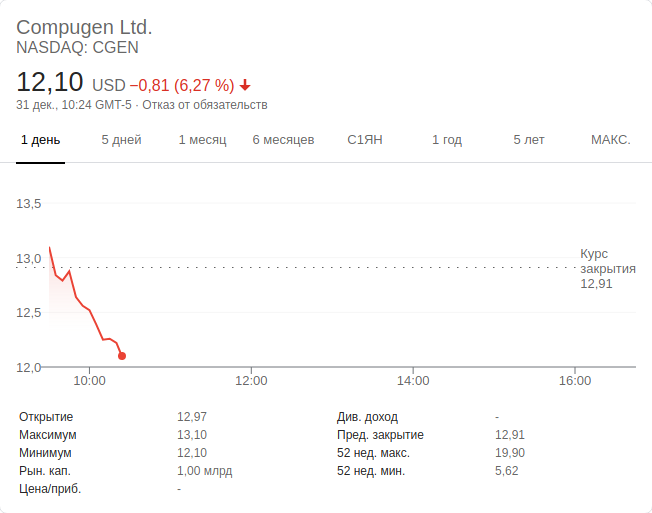 Compugen Ltd.
NASDAQ: CGEN
12,10 USD −0,81 (6,27 %)
31 дек., 10:24 GMT-5 · Отказ от обязательств
1 день 5 дней 1 месяц 6 месяцев С1ЯН 1 год 5 лет МАКС.
13,5
13,0
12,5
12,0
Курс
закрытия
12,91
10:00 12:00 14:00 16:00
Открытие 12,97 Див. доход -
Максимум 13,10 Пред. закрытие 12,91
Минимум 12,10 52 нед. макс. 19,90
Рын. кап. 1,00 млрд 52 нед. мин. 5,62
Цена/приб. -